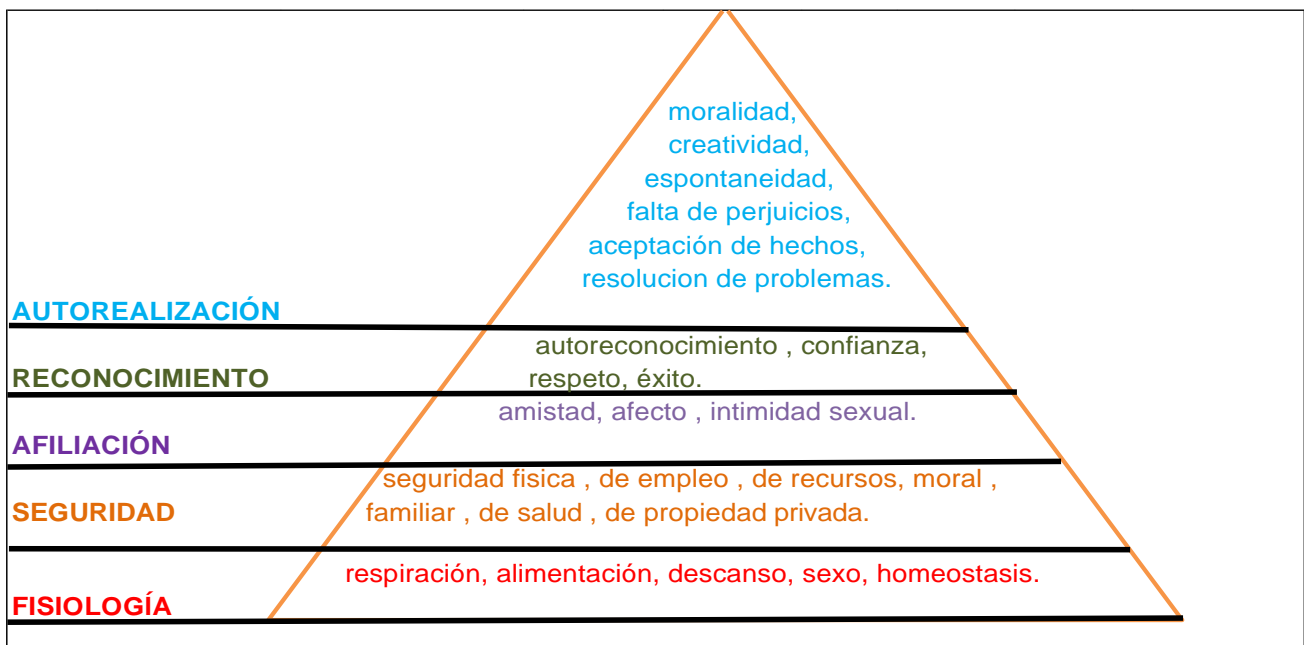 moralidad,
creatividad,
espontaneidad,
falta de perjuicios,
aceptación de hechos,
resolucion de problemas.
AUTOREALIZACIÓN
autoreconocimiento , confianza,
RECONOCIMIENTO
respeto, éxito.
amistad, afecto , intimidad sexual.
AFILIACIÓN
seguridad fisica , de empleo , de recursos, moral ,
SEGURIDAD
familiar , de salud , de propiedad privada.
respiración, alimentación, descanso, sexo, homeostasis.
FISIOLOGÍA